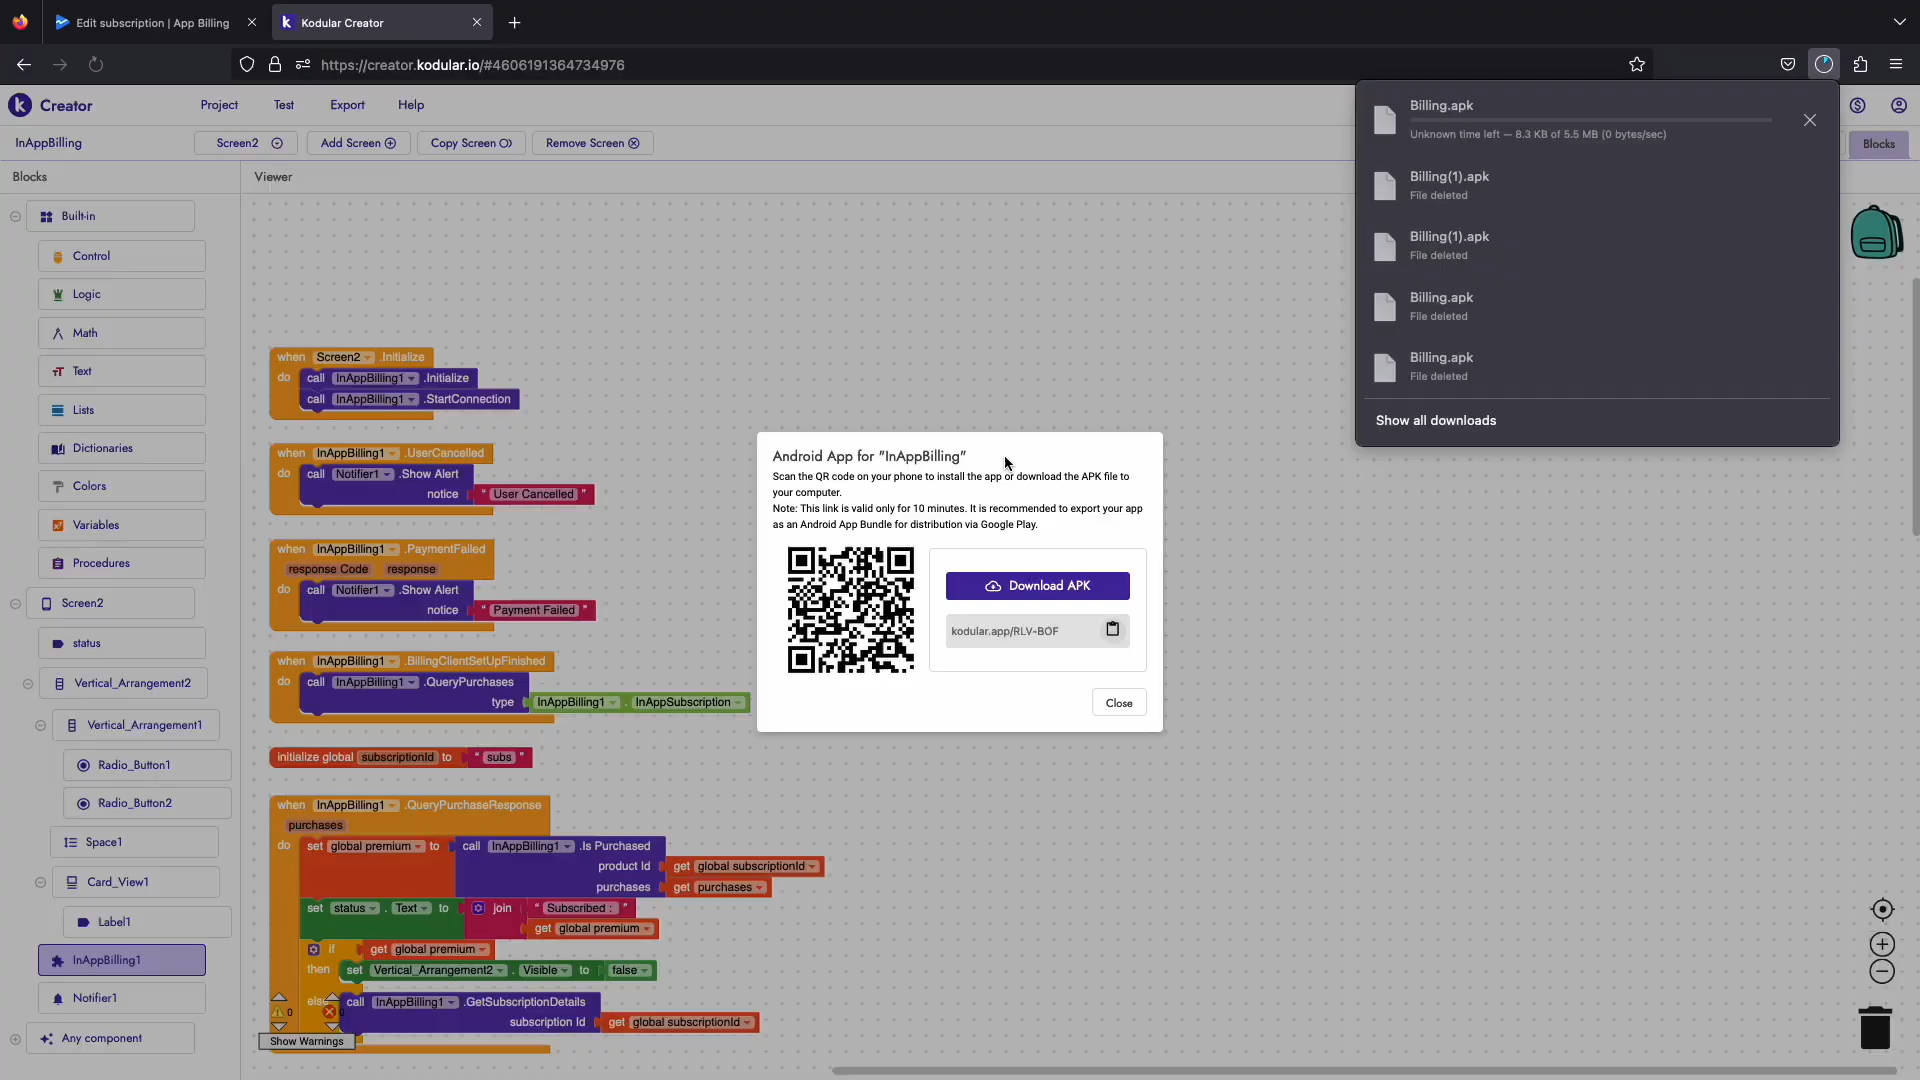 Edit subscription | App Billing
Kodular Creator
https://creator.kodular.io/#4606191364734976
Creator
Project
Test
Export
Help
InAppBilling
Screen2
Add Screen
Copy Screen
Remove Screen
Blocks
Blocks
Viewer
Billing.apk
Unknown time left — 8.3 KB of 5.5 MB (0 bytes/sec)
Billing(1).apk
File deleted
Billing(1).apk
File deleted
Billing.apk
File deleted
Billing.apk
File deleted
Show all downloads
Built-in
Control
Logic
Math
Text
Lists
Dictionaries
Colors
Variables
Procedures
Screen2
status
Vertical_Arrangement2
Vertical_Arrangement1
Radio_Button1
Radio_Button2
Space1
Card_View1
Label1
InAppBilling1
Notifier1
Any component
when Screen2 .Initialize
do call InAppBilling1 .Initialize
call InAppBilling1 .StartConnection
when InAppBilling1 .UserCancelled
do call Notifier1 .Show Alert
notice " User Cancelled "
when InAppBilling1 .PaymentFailed
response Code response
do call Notifier1 .Show Alert
notice " Payment Failed "
when InAppBilling1 .BillingClientSetUpFinished
do call InAppBilling1 .QueryPurchases
type InAppBilling1 . InAppSubscription
initialize global subscriptionId to " subs "
when InAppBilling1 .QueryPurchaseResponse
purchases
do set global premium to call InAppBilling1 .Is Purchased
product Id get global subscriptionId
purchases get purchases
set status . Text to join " Subscribed : "
get global premium
if get global premium
then set Vertical_Arrangement2 . Visible to false
else call InAppBilling1 .GetSubscriptionDetails
subscription Id get global subscriptionId
0 0
Show Warnings
Android App for "InAppBilling"
Scan the QR code on your phone to install the app or download the APK file to
your computer.
Note: This link is valid only for 10 minutes. It is recommended to export your app
as an Android App Bundle for distribution via Google Play.
Download APK
kodular.app/RLV-BOF
Close